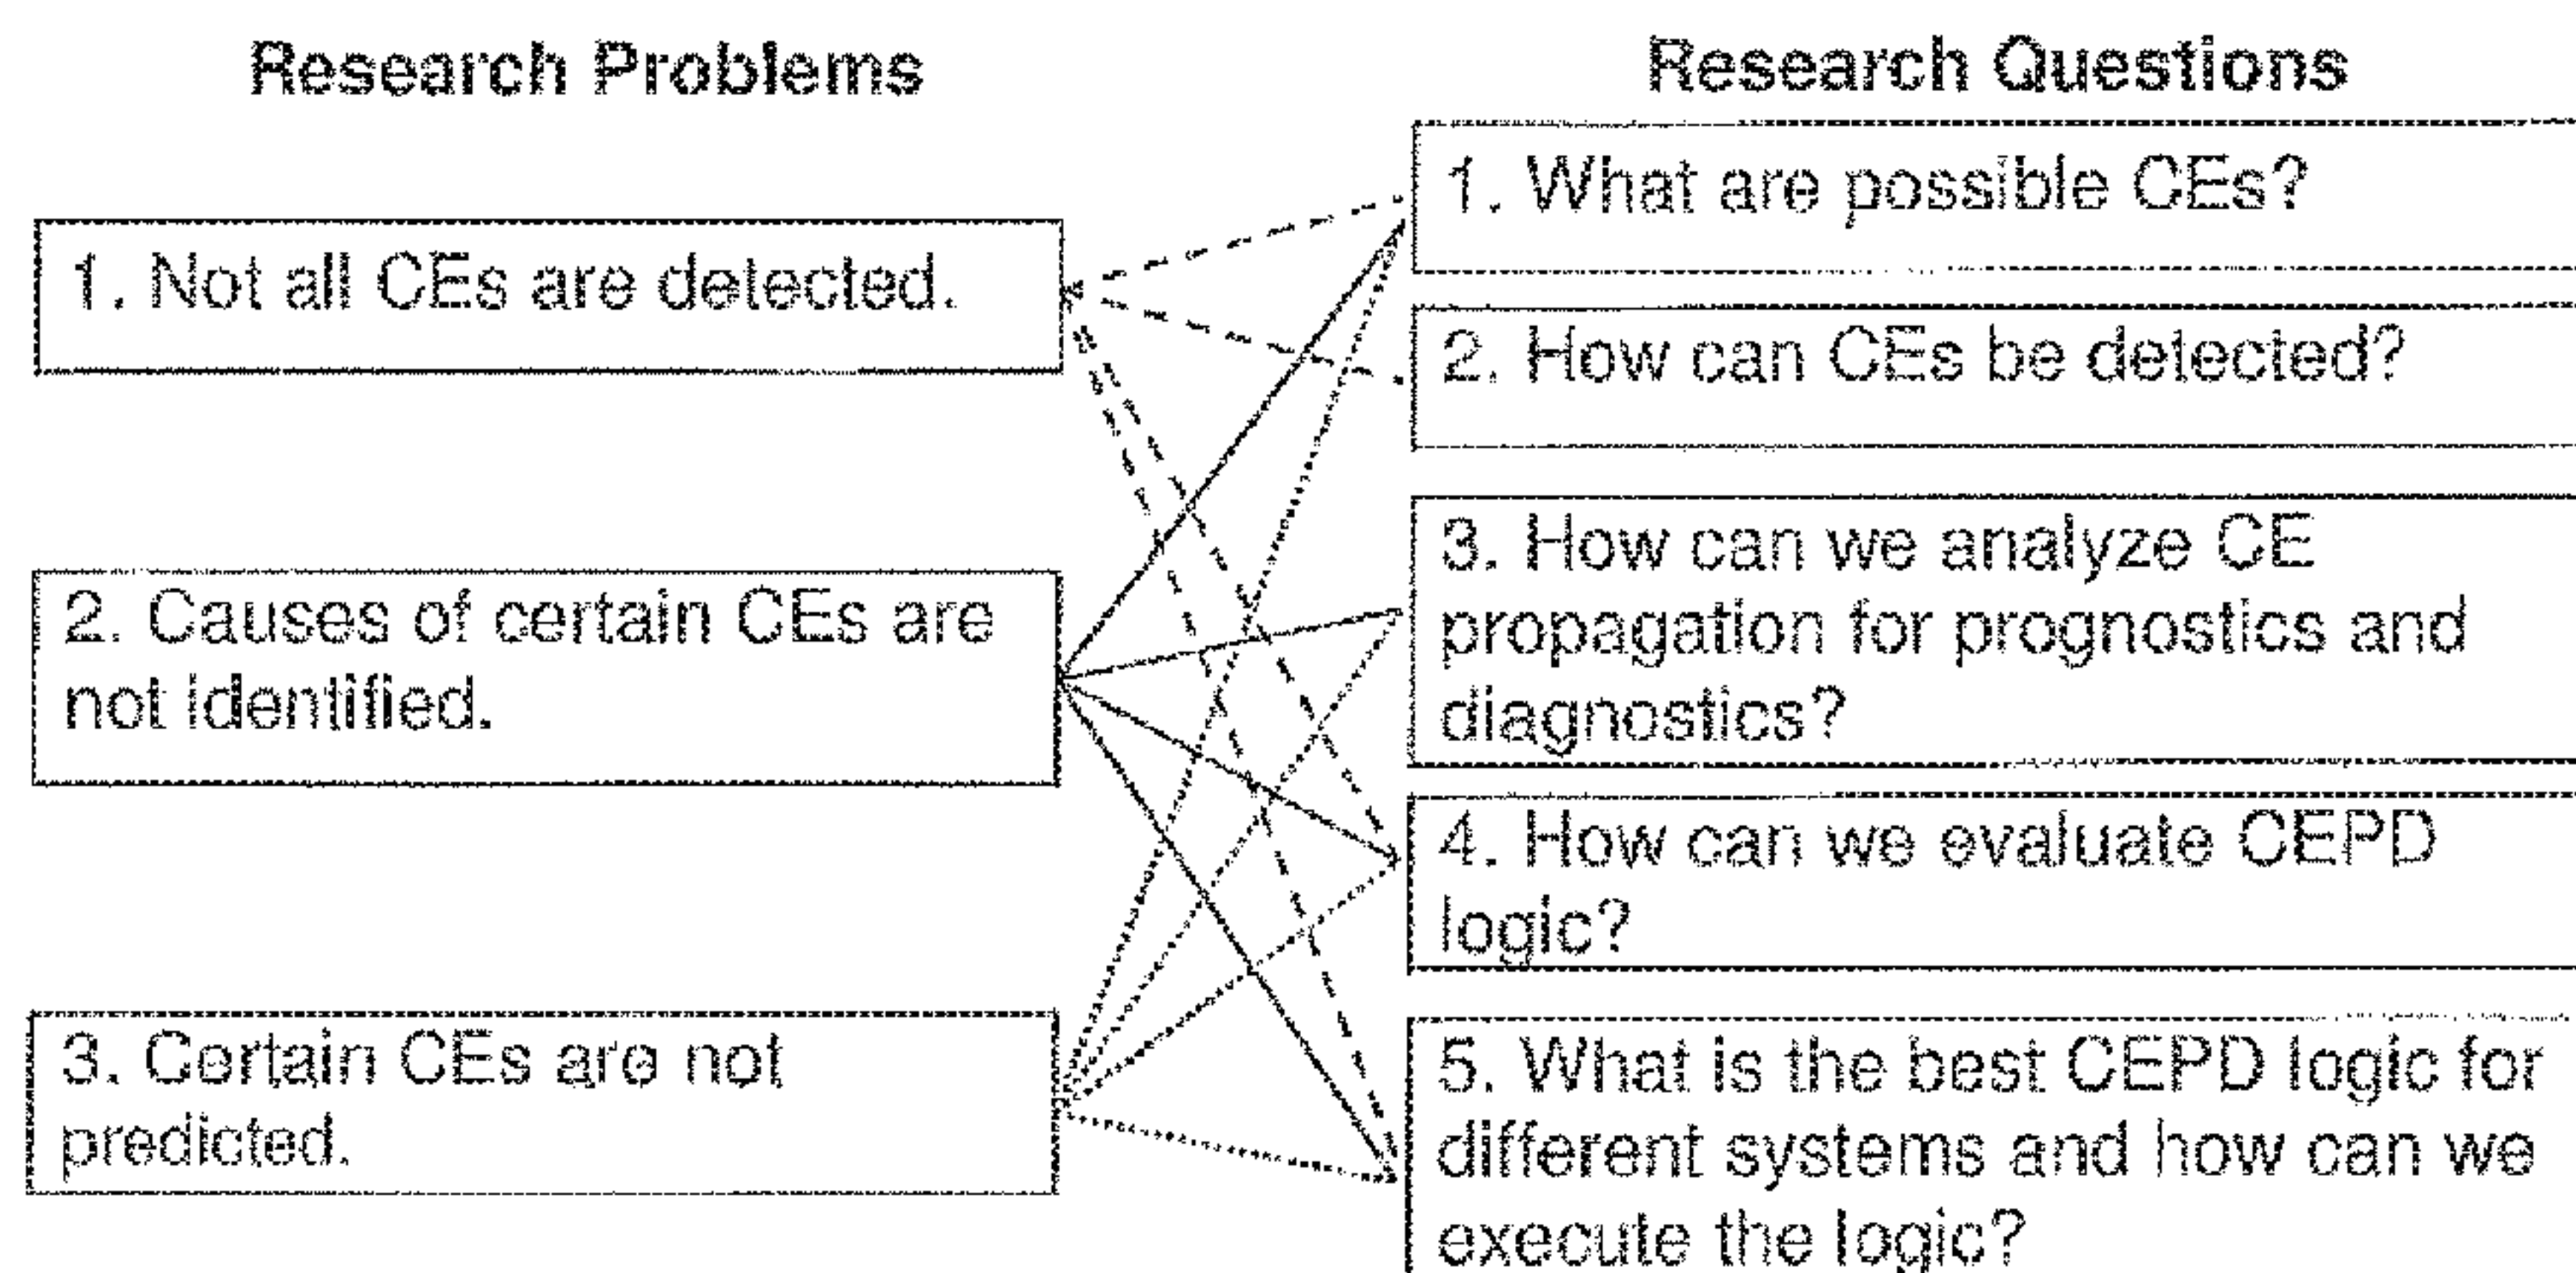 Research Problems
1. Not all CEs are detected.
2. Causes of certain CEs are
not identified.
3. Certain CEs are not
predicted.
Research Questions
1. What are possible CEs?
2. How can CEs be detected?
3. How can we analyze CE
propagation for prognostics and
diagnostics?
4. How can we evaluate CEPD
logic?
5. What is the best CEPD logic for
different systems and how can we
execute the logic?